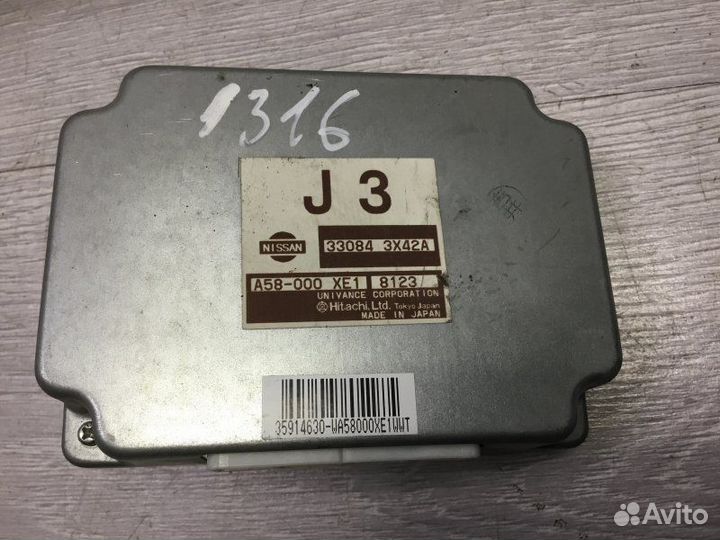 1316
J 3
NISSAN 33084 3X42A
A58-000 XE1 8123
UNIVANCE CORPORATION
Hitachi, Ltd. Tokyo Japan
MADE IN JAPAN
35914630-WA58000XE1WWT
Avito